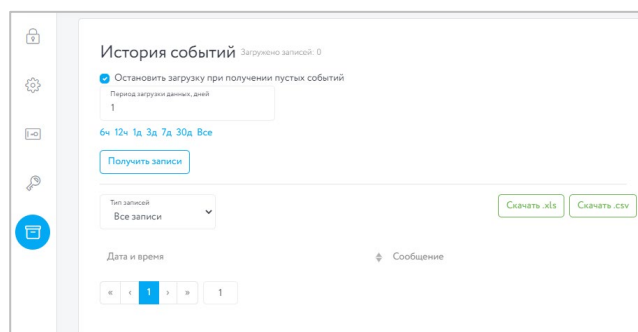 История событий Загружено записей: 0
Остановить загрузку при получении пустых событий
Период загрузки данных, дней
1
6ч 12ч 1д 3д 7д 30д Все
Получить записи
Тип записей
Все записи
Скачать .xls Скачать .csv
Дата и время Сообщение
« ‹ 1 › » 1